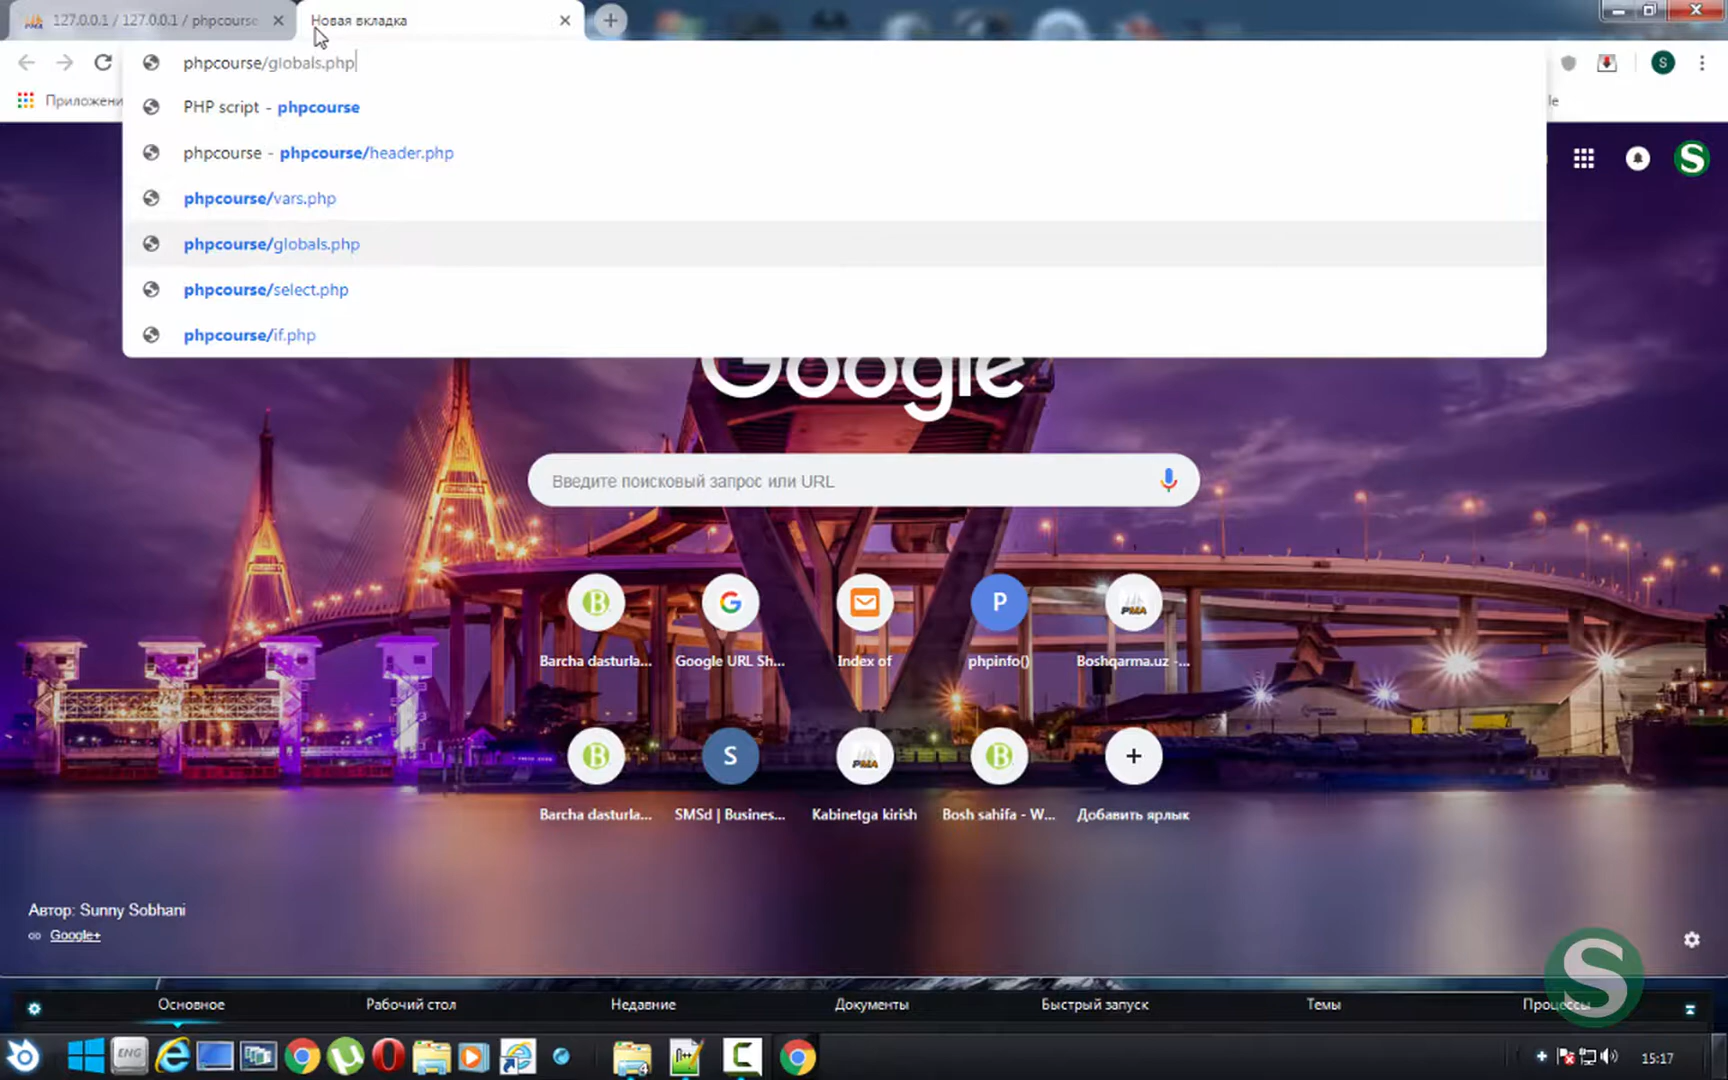 127.0.0.1 / 127.0.0.1 / phpcourse
Новая вкладка
phpcourse/globals.php
Приложени
le
PHP script - phpcourse
phpcourse - phpcourse/header.php
phpcourse/vars.php
phpcourse/globals.php
phpcourse/select.php
phpcourse/if.php
Google
Введите поисковый запрос или URL
Barcha dasturla...
Google URL Sh...
Index of
phpinfo()
Boshqarma.uz -...
Barcha dasturla...
SMSd | Busines...
Kabinetga kirish
Bosh sahifa - W...
Добавить ярлык
Автор: Sunny Sobhani
Google+
Основное
Рабочий стол
Недавние
Документы
Быстрый запуск
Темы
Процессы
ENG
15:17